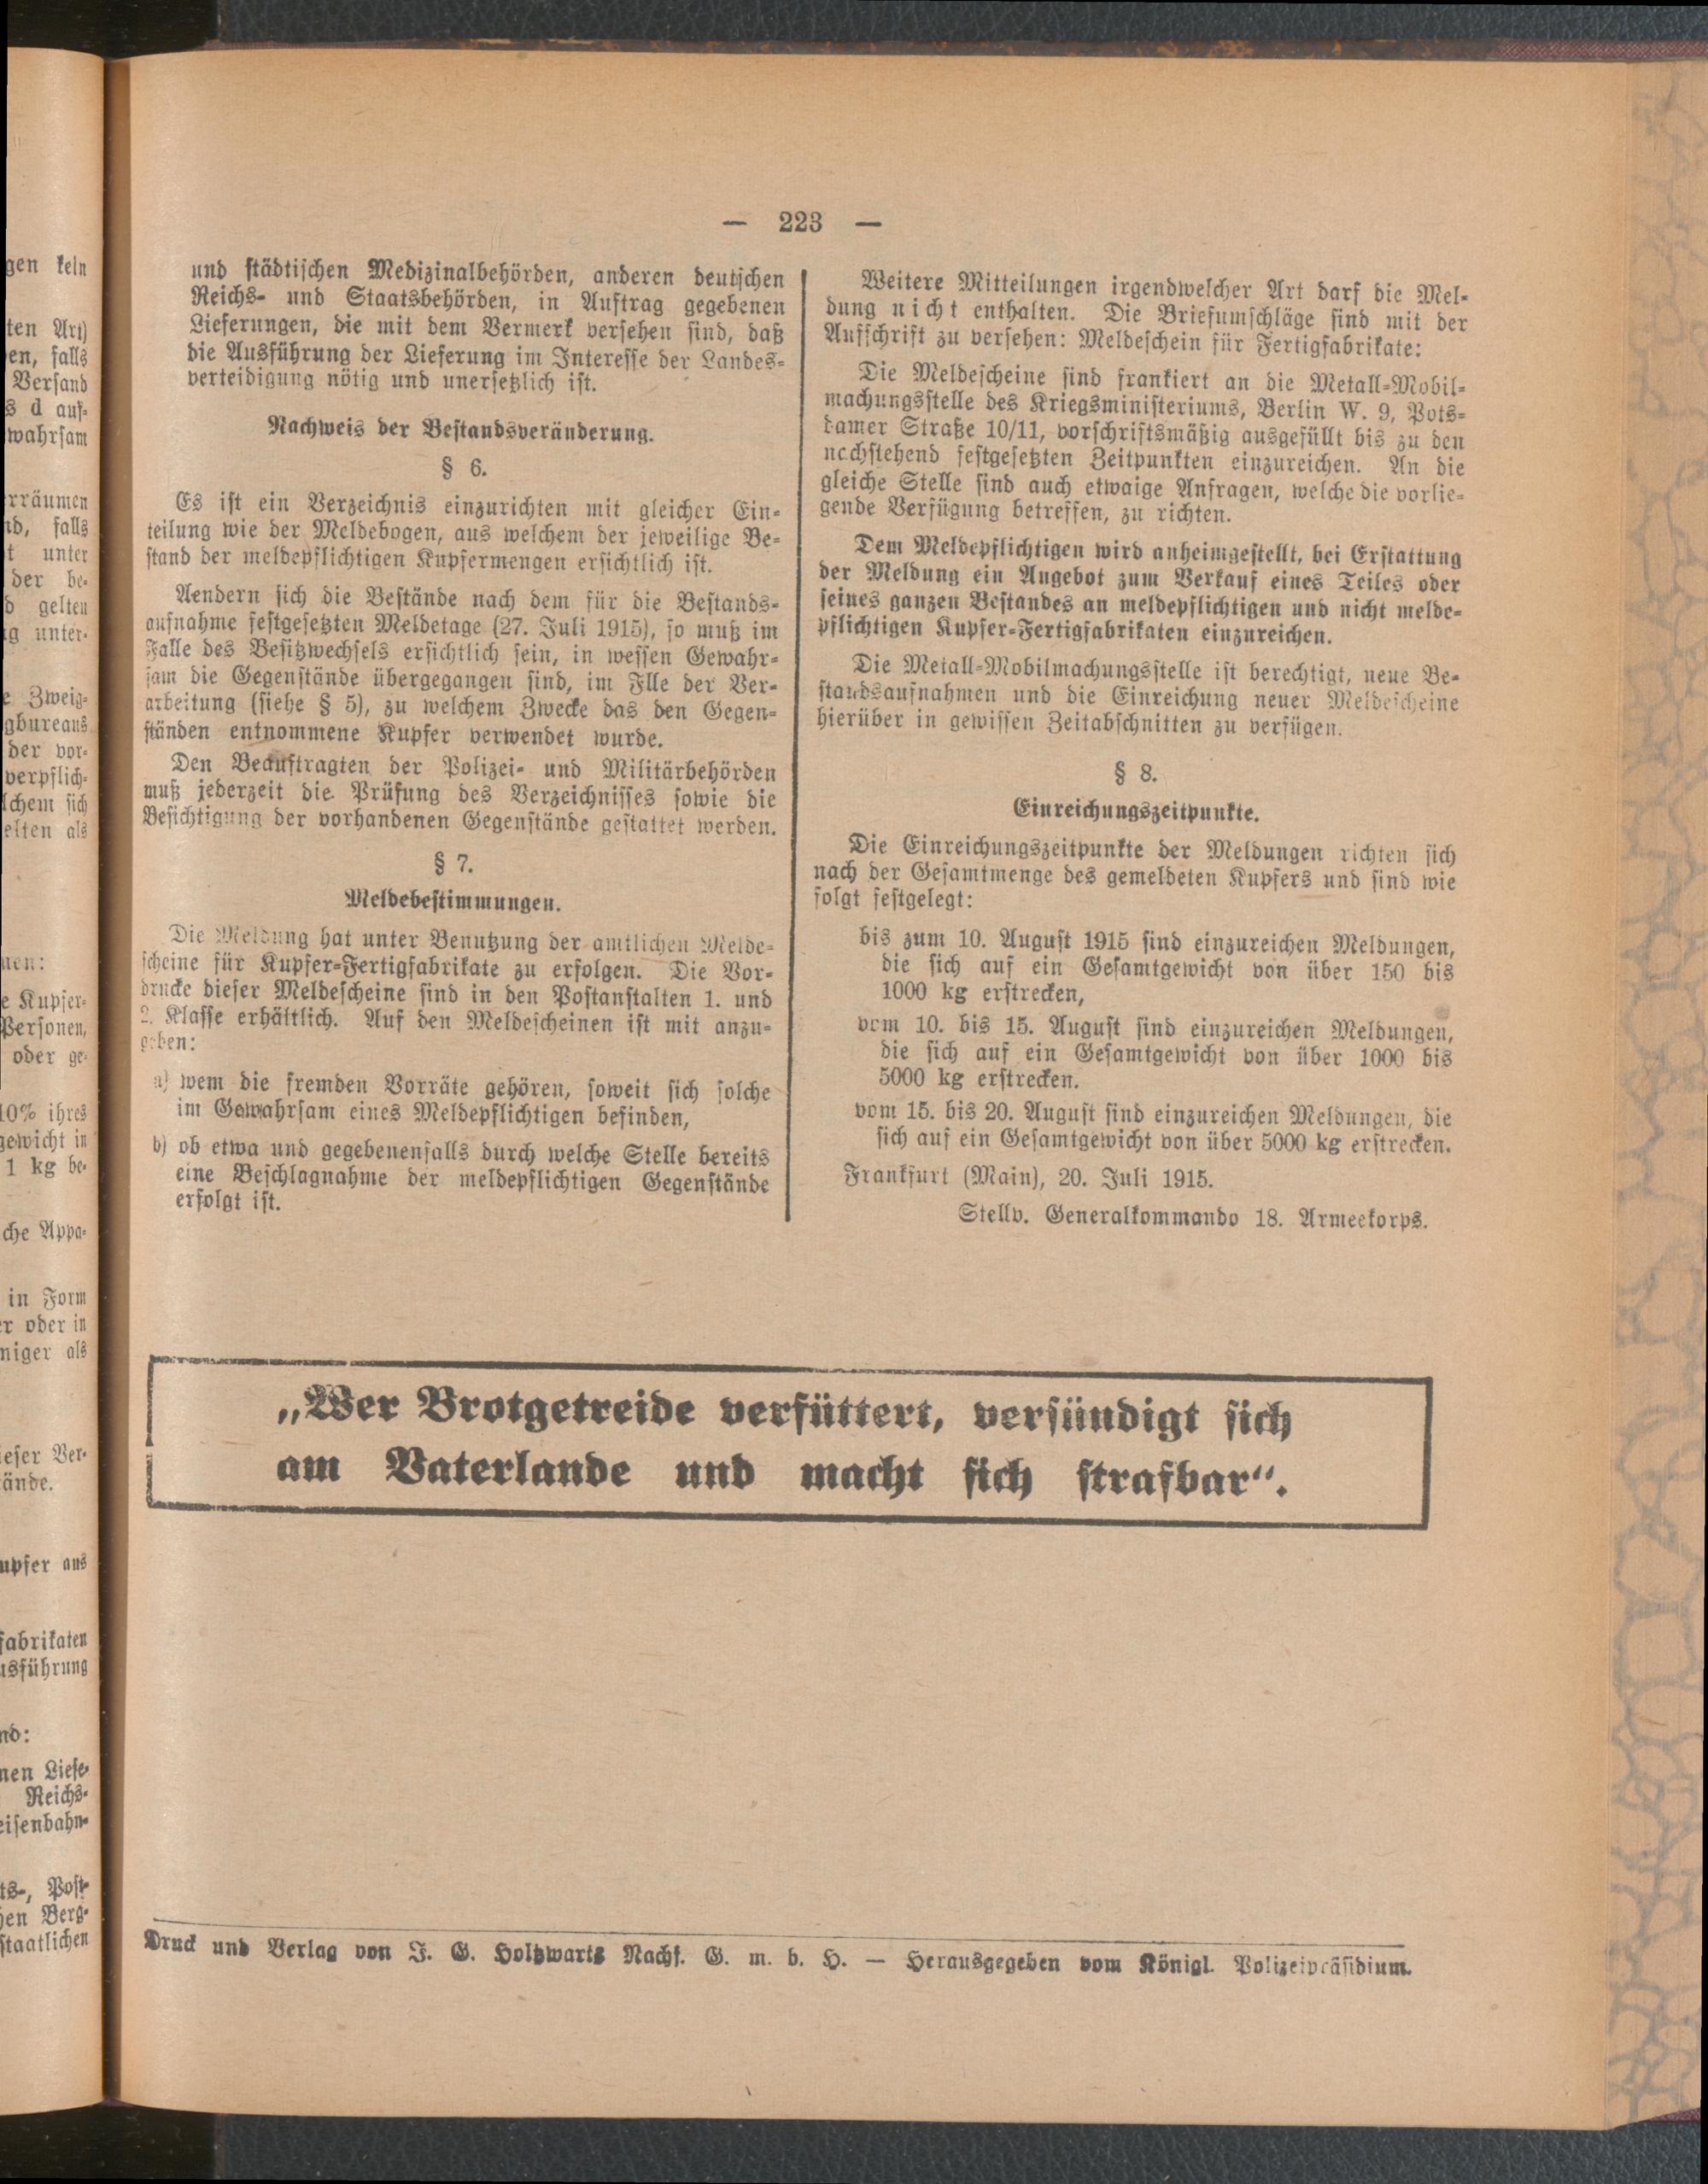 — 223 —
und städtischen Medizinalbehörden, anderen deutschen
Reichs- und Staatsbehörden, in Auftrag gegebenen
Lieferungen, die mit dem Vermerk versehen sind, daß
die Ausführung der Lieferung im Interesse der Landes-
verteidigung nötig und unersetzlich ist.
Nachweis der Bestandsveränderung.
§ 6.
Es ist ein Verzeichnis einzurichten mit gleicher Ein-
teilung wie der Meldebogen, aus welchem der jeweilige Be-
stand der meldepflichtigen Kupfermengen ersichtlich ist.
Aendern sich die Bestände nach dem für die Bestands-
aufnahme festgesetzten Meldetage (27. Juli 1915), so muß im
Falle des Besitzwechsels ersichtlich sein, in wessen Gewahr-
sam die Gegenstände übergegangen sind, im Flle der Ver-
arbeitung (siehe § 5), zu welchem Zwecke das den Gegen-
ständen entnommene Kupfer verwendet wurde.
Den Beauftragten der Polizei- und Militärbehörden
muß jederzeit die Prüfung des Verzeichnisses sowie die
Besichtigung der vorhandenen Gegenstände gestattet werden.
§ 7.
Meldebestimmungen.
Die Meldung hat unter Benutzung der amtlichen Melde-
scheine für Kupfer-Fertigfabrikate zu erfolgen. Die Vor-
drucke dieser Meldescheine sind in den Postanstalten 1. und
2. Klasse erhältlich. Auf den Meldescheinen ist mit anzu-
geben:
a) wem die fremden Vorräte gehören, soweit sich solche
im Gewahrsam eines Meldepflichtigen befinden,
b) ob etwa und gegebenenfalls durch welche Stelle bereits
eine Beschlagnahme der meldepflichtigen Gegenstände
erfolgt ist.
Weitere Mitteilungen irgendwelcher Art darf die Mel-
dung nicht enthalten. Die Briefumschläge sind mit der
Aufschrift zu versehen: Meldeschein für Fertigfabrikate:
Die Meldescheine sind frankiert an die Metall-Mobil-
machungsstelle des Kriegsministeriums, Berlin W. 9, Pots-
damer Straße 10/11, vorschriftsmäßig ausgefüllt bis zu den
nachstehend festgesetzten Zeitpunkten einzureichen. An die
gleiche Stelle sind auch etwaige Anfragen, welche die vorlie-
gende Verfügung betreffen, zu richten.
Dem Meldepflichtigen wird anheimgestellt, bei Erstattung
der Meldung ein Angebot zum Verkauf eines Teiles oder
seines ganzen Bestandes an meldepflichtigen und nicht melde-
pflichtigen Kupfer-Fertigfabrikaten einzureichen.
Die Metall-Mobilmachungsstelle ist berechtigt, neue Be-
standsaufnahmen und die Einreichung neuer Meldescheine
hierüber in gewissen Zeitabschnitten zu verfügen.
§ 8.
Einreichungszeitpunkte.
Die Einreichungszeitpunkte der Meldungen richten sich
nach der Gesamtmenge des gemeldeten Kupfers und sind wie
folgt festgelegt:
bis zum 10. August 1915 sind einzureichen Meldungen,
die sich auf ein Gesamtgewicht von über 150 bis
1000 kg erstrecken,
vom 10. bis 15. August sind einzureichen Meldungen,
die sich auf ein Gesamtgewicht von über 1000 bis
5000 kg erstrecken.
vom 15. bis 20. August sind einzureichen Meldungen, die
sich auf ein Gesamtgewicht von über 5000 kg erstrecken.
Frankfurt (Main), 20. Juli 1915.
Stellv. Generalkommando 18. Armeekorps.
„Wer Brotgetreide verfüttert, versündigt sich
am Vaterlande und macht sich strafbar“.
Druck und Verlag von J. G. Holtzwarts Nachf. G. m. b. H. — Herausgegeben vom Königl. Polizeipräsidium.